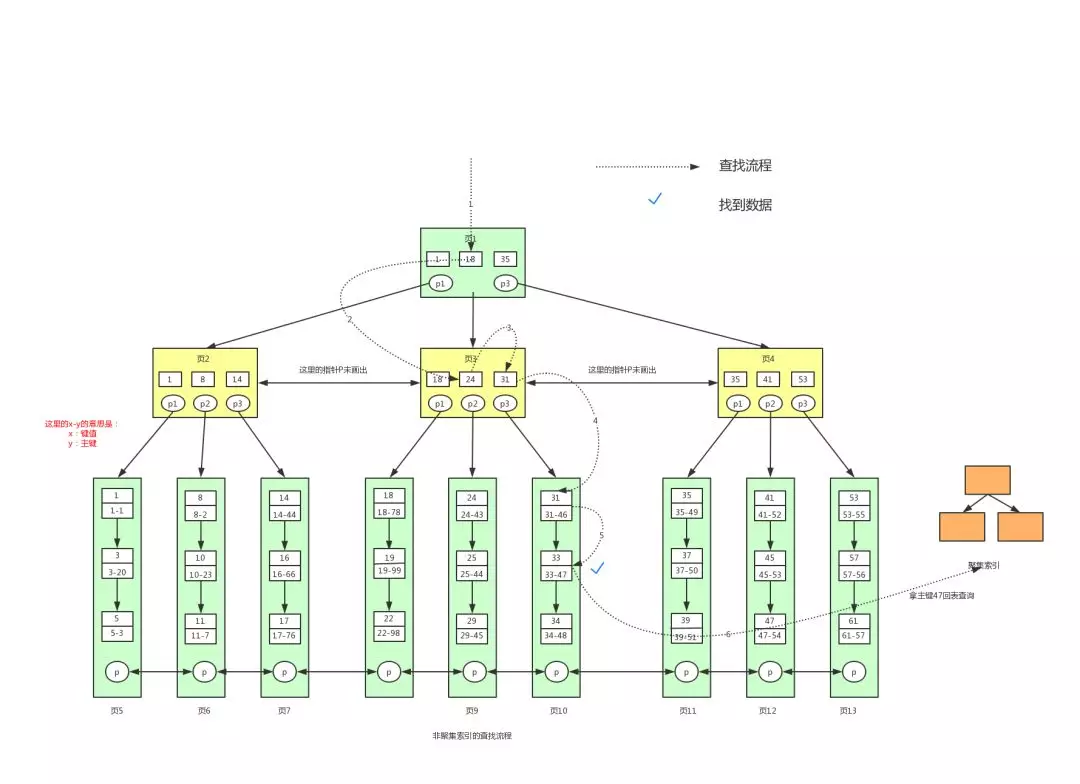 1
查找流程
找到数据
页1
1 18 35
p1 p3
2
3
页2
1 8 14
p1 p2 p3
这里的指针P未画出
页3
18 24 31
p1 p2 p3
这里的指针P未画出
页4
35 41 53
p1 p2 p3
4
这里的x-y的意思是：
x：键值
y：主键
1 8 14 18 24 31 35 41 53
1-1 8-2 14-44 18-78 24-43 31-46 35-49 41-52 53-55
5
3 10 16 19 25 33 37 45 57
3-20 10-23 16-66 19-99 25-44 33-47 37-50 45-53 57-56
聚集索引
拿主键47回表查询
5 11 17 22 29 34 39 47 61
5-3 11-7 17-76 22-98 29-45 34-48 39-51 47-54 61-57
6
p p p p p p p p p
页5 页6 页7 页9 页10 页11 页12 页13
非聚集索引的查找流程